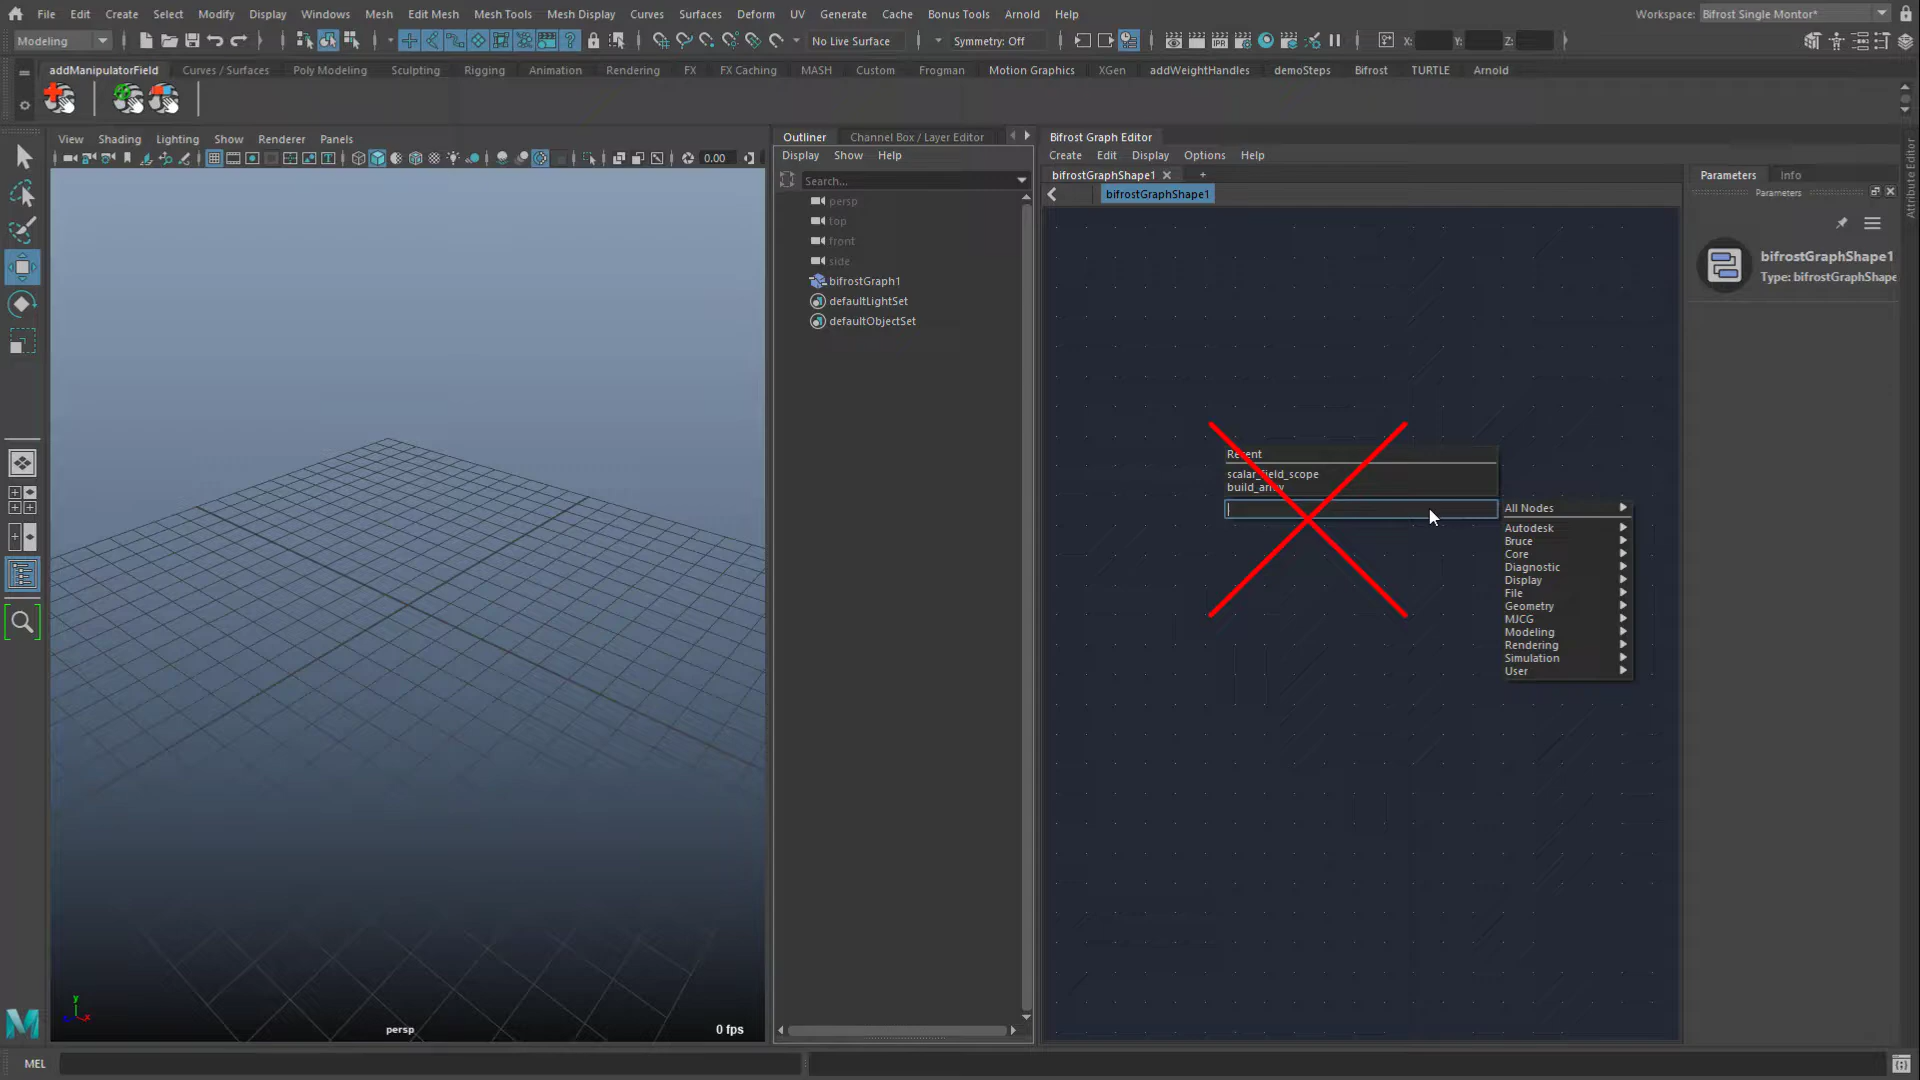 File Edit Create Select Modify Display Windows Mesh Edit Mesh Mesh Tools Mesh Display Curves Surfaces Deform UV Generate Cache Bonus Tools Arnold Help Workspace: Bifrost Single Montor*
Modeling No Live Surface Symmetry: Off X: Y: Z:
addManipulatorField Curves / Surfaces Poly Modeling Sculpting Rigging Animation Rendering FX FX Caching MASH Custom Frogman Motion Graphics XGen addWeightHandles demoSteps Bifrost TURTLE Arnold
View Shading Lighting Show Renderer Panels
0.00
persp
0 fps
y
x
Outliner Channel Box / Layer Editor
Display Show Help
Search...
persp
top
front
side
bifrostGraph1
defaultLightSet
defaultObjectSet
Bifrost Graph Editor
Create Edit Display Options Help
bifrostGraphShape1 × +
bifrostGraphShape1
Recent
scalar_field_scope
build_array
All Nodes
Autodesk
Bruce
Core
Diagnostic
Display
File
Geometry
MJCG
Modeling
Rendering
Simulation
User
Parameters Info
Parameters
bifrostGraphShape1
Type: bifrostGraphShape
Attribute Editor
M
MEL